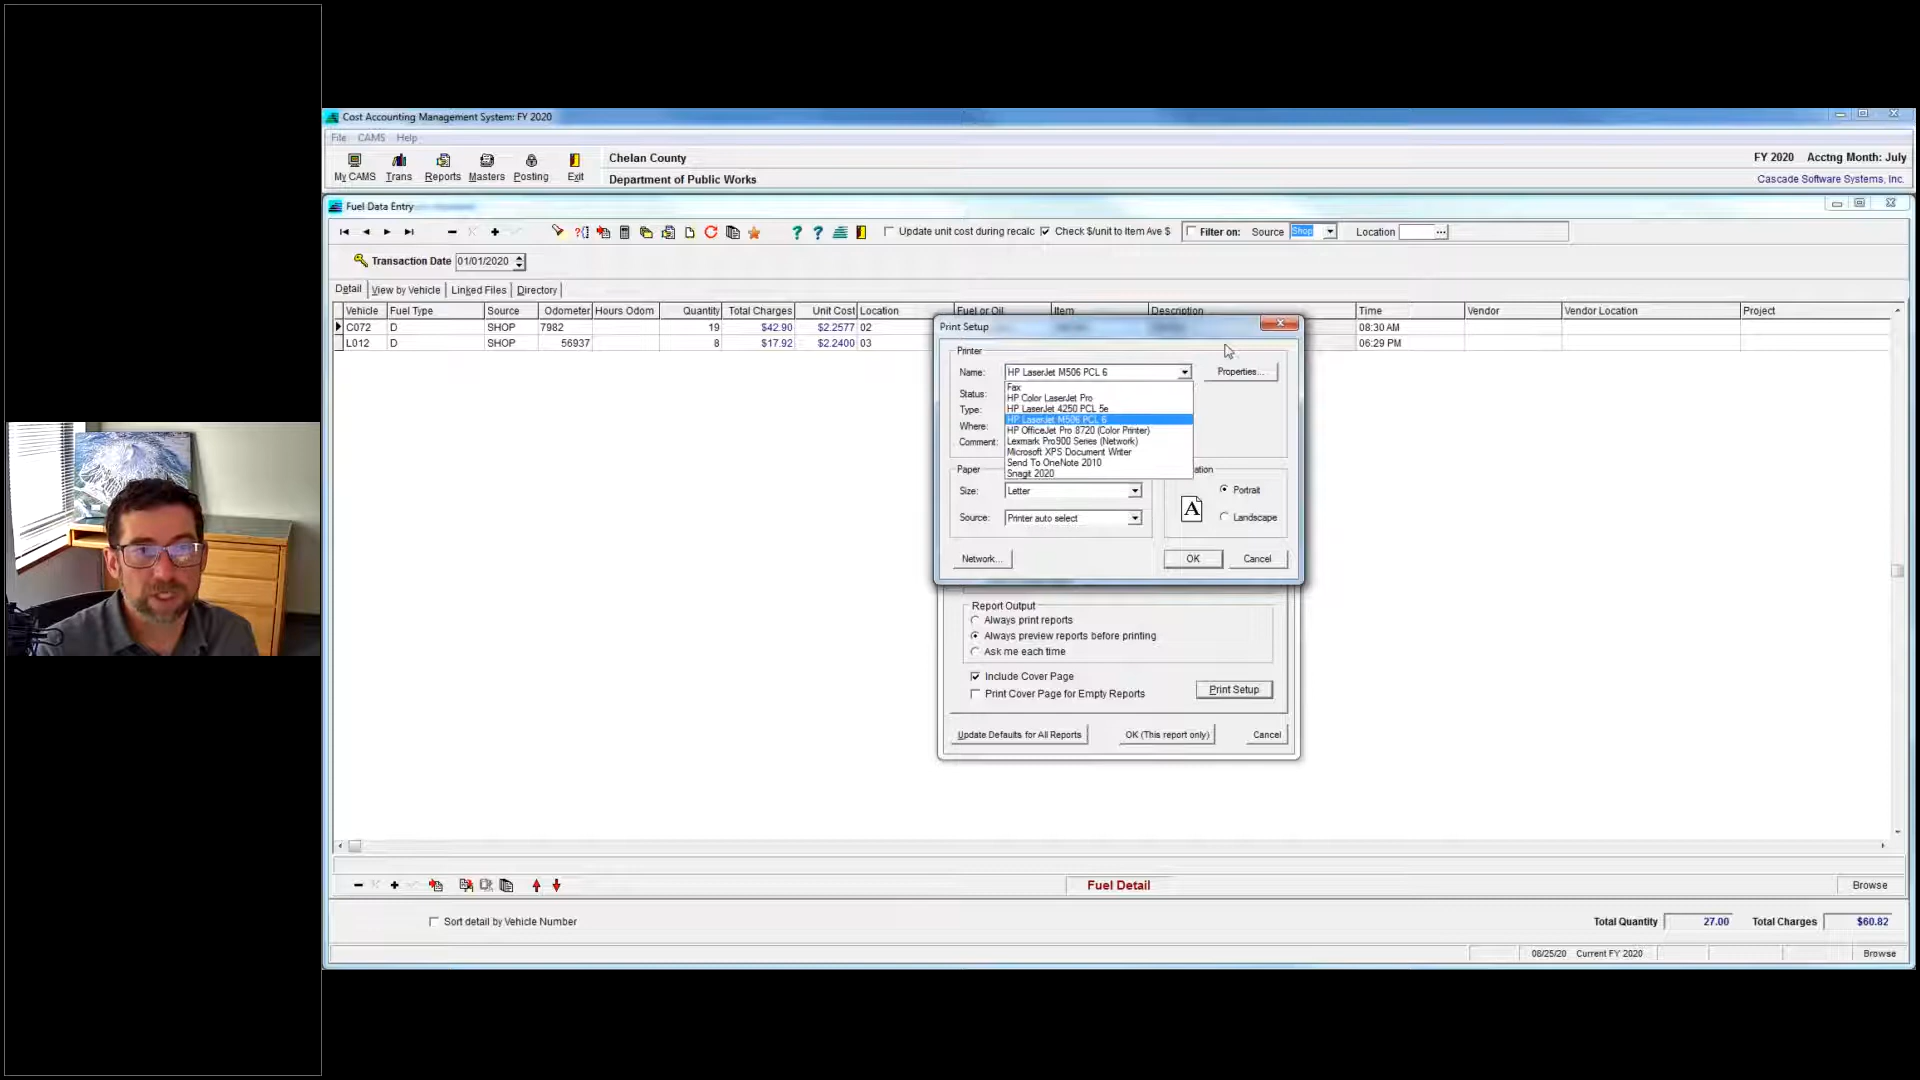 Cost Accounting Management System: FY 2020
File CAMS Help
My CAMS Trans Reports Masters Posting Exit
Chelan County
Department of Public Works
FY 2020 Acctng Month: July
Cascade Software Systems, Inc.
Fuel Data Entry
Update unit cost during recalc Check $/unit to Item Ave $ Filter on: Source Shop Location
Transaction Date 01/01/2020
Detail View by Vehicle Linked Files Directory
Vehicle Fuel Type Source Odometer Hours Odom Quantity Total Charges Unit Cost Location Fuel or Oil Item Description Time Vendor Vendor Location Project
C072 D SHOP 7982 19 $42.90 $2.2577 02 08:30 AM
L012 D SHOP 56937 8 $17.92 $2.2400 03 06:29 PM
Print Setup
Printer
Name: HP LaserJet M506 PCL 6 Properties...
Status:
Type:
Where:
Comment:
Fax
HP Color LaserJet Pro
HP LaserJet 4250 PCL 5e
HP LaserJet M506 PCL 6
HP OfficeJet Pro 8720 (Color Printer)
Lexmark Pro900 Series (Network)
Microsoft XPS Document Writer
Send To OneNote 2010
Snagit 2020
Paper
Size: Letter
Source: Printer auto select
ation
A
Portrait
Landscape
Network... OK Cancel
Report Output
Always print reports
Always preview reports before printing
Ask me each time
Include Cover Page
Print Cover Page for Empty Reports
Print Setup
Update Defaults for All Reports OK (This report only) Cancel
Fuel Detail
Browse
Sort detail by Vehicle Number
Total Quantity 27.00 Total Charges $60.82
08/25/20 Current FY 2020 Browse